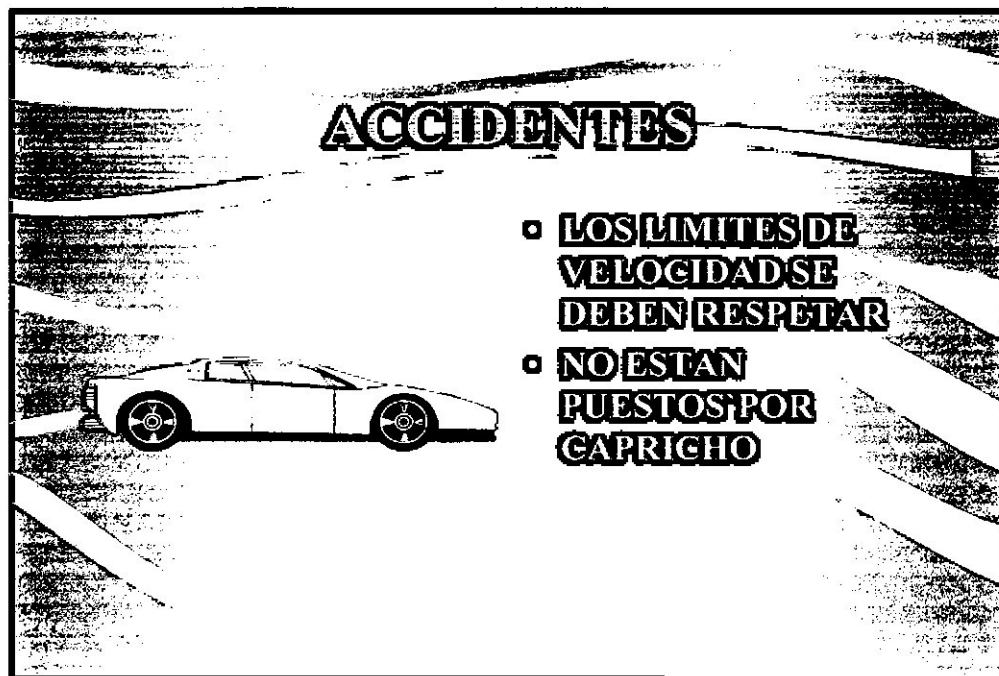 ACCIDENTES
LOS LIMITES DE
VELOCIDAD SE
DEBEN RESPETAR
NO ESTAN
PUESTOS POR
CAPRICHO